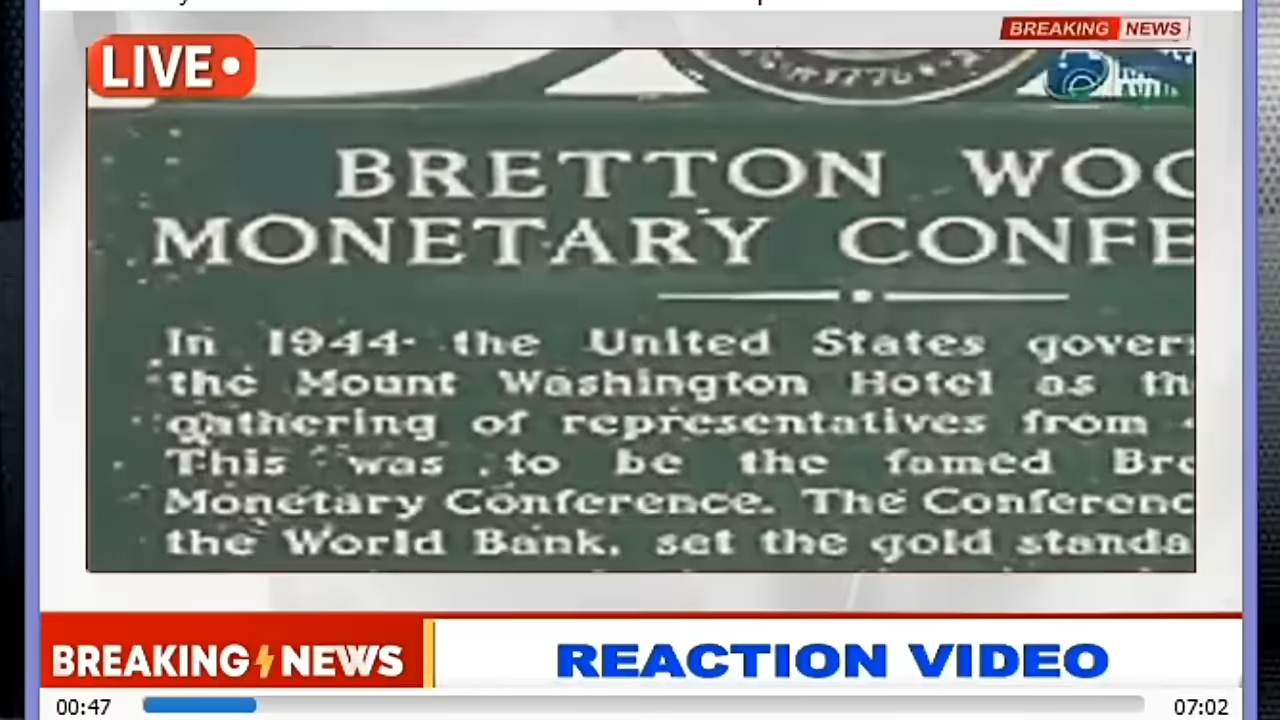 BREAKING NEWS
LIVE
BRETTON WOO
MONETARY CONFE
In 1944 the United States gover
the Mount Washington Hotel as th
gathering of representatives from
This was to be the famed Bre
Monetary Conference. The Conferenc
the World Bank, set the gold standa
BREAKING NEWS
REACTION VIDEO
00:47
07:02